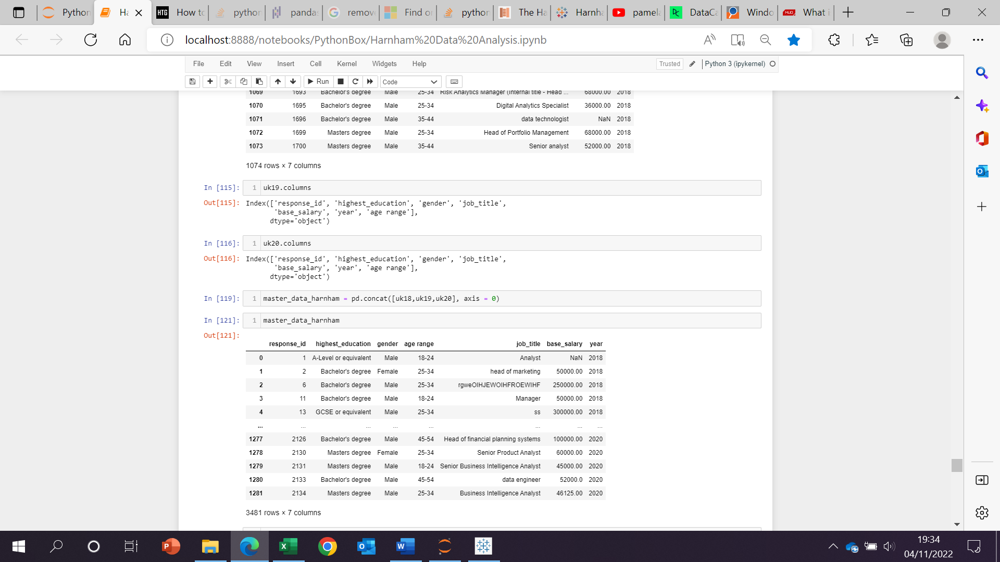 Python
Ha
HTG How to
python
pandas
remove
Find or
python
The Ha
Harnha
pamela
DataCa
Windo
MUO What i
localhost:8888/notebooks/PythonBox/Harnham%20Data%20Analysis.ipynb
File Edit View Insert Cell Kernel Widgets Help Trusted Python 3 (ipykernel)
Run Code
1069 1693 Bachelor's degree Male 25-34 Risk Analytics Manager (Internal title - Head ... 68000.00 2018
1070 1695 Bachelor's degree Male 25-34 Digital Analytics Specialist 36000.00 2018
1071 1696 Bachelor's degree Male 35-44 data technologist NaN 2018
1072 1699 Masters degree Male 25-34 Head of Portfolio Management 68000.00 2018
1073 1700 Masters degree Male 35-44 Senior analyst 52000.00 2018
1074 rows × 7 columns
In [115]: 1 uk19.columns
Out[115]: Index(['response_id', 'highest_education', 'gender', 'job_title',
'base_salary', 'year', 'age range'],
dtype='object')
In [116]: 1 uk20.columns
Out[116]: Index(['response_id', 'highest_education', 'gender', 'job_title',
'base_salary', 'year', 'age range'],
dtype='object')
In [119]: 1 master_data_harnham = pd.concat([uk18,uk19,uk20], axis = 0)
In [121]: 1 master_data_harnham
Out[121]:
response_id highest_education gender age range job_title base_salary year
0 1 A-Level or equivalent Male 18-24 Analyst NaN 2018
1 2 Bachelor's degree Female 25-34 head of marketing 50000.00 2018
2 6 Bachelor's degree Male 25-34 rgweOIHJEWOIHFROEWIHF 250000.00 2018
3 11 Bachelor's degree Male 18-24 Manager 50000.00 2018
4 13 GCSE or equivalent Male 25-34 ss 300000.00 2018
... ... ... ... ... ... ... ...
1277 2126 Bachelor's degree Male 45-54 Head of financial planning systems 100000.00 2020
1278 2130 Masters degree Female 25-34 Senior Product Analyst 60000.00 2020
1279 2131 Masters degree Male 18-24 Senior Business Intelligence Analyst 45000.00 2020
1280 2133 Bachelor's degree Male 45-54 data engineer 52000.0 2020
1281 2134 Masters degree Male 25-34 Business Intelligence Analyst 46125.00 2020
3481 rows × 7 columns
19:34
04/11/2022